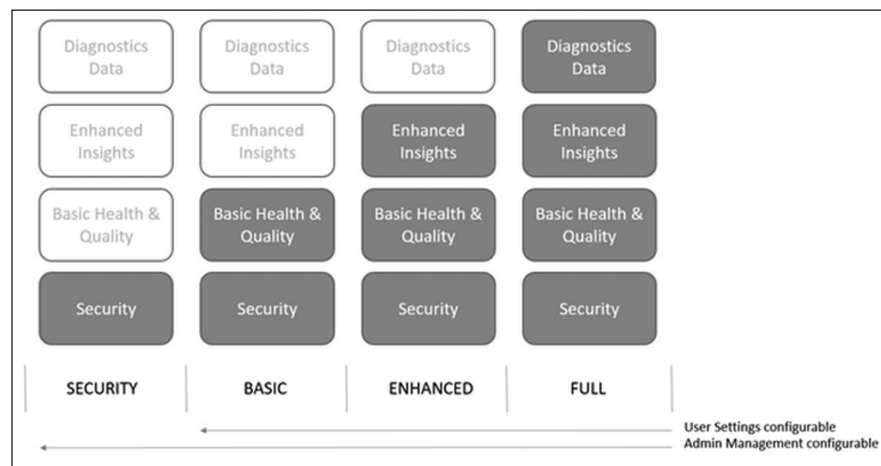 Diagnostics
Data
Diagnostics
Data
Diagnostics
Data
Diagnostics
Data
Enhanced
Insights
Enhanced
Insights
Enhanced
Insights
Enhanced
Insights
Basic Health &
Quality
Basic Health &
Quality
Basic Health &
Quality
Basic Health &
Quality
Security
Security
Security
Security
SECURITY
BASIC
ENHANCED
FULL
User Settings configurable
Admin Management configurable